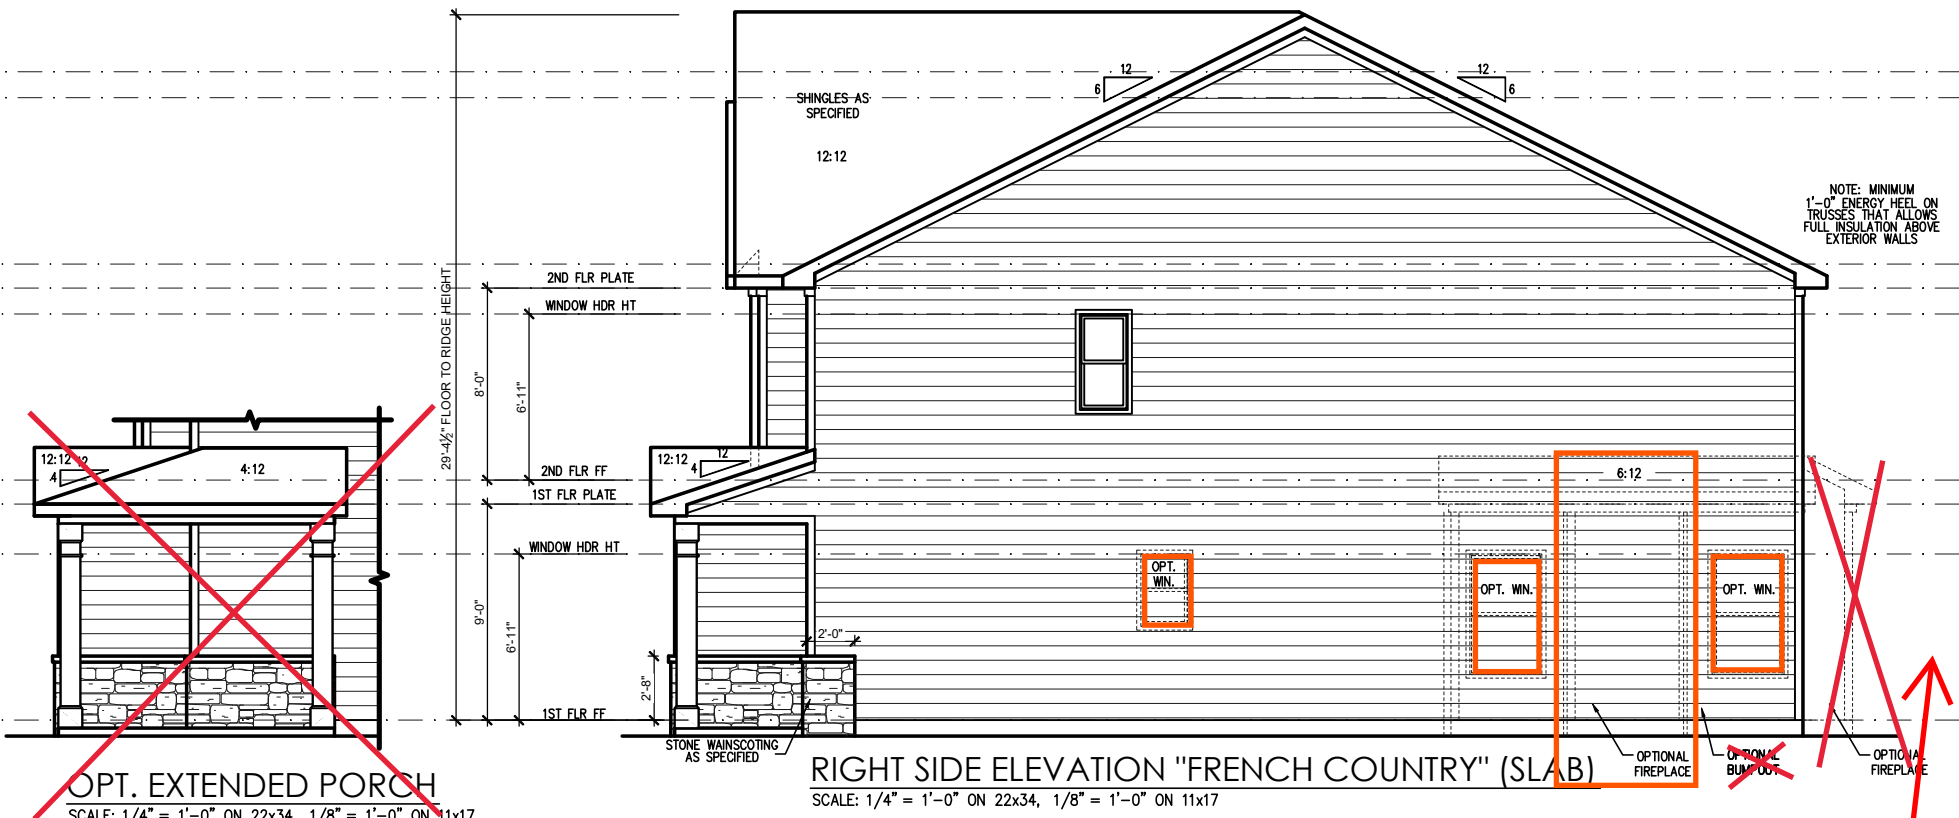 12
6
12
6
SHINGLES AS
SPECIFIED
12:12
NOTE: MINIMUM
1'-0" ENERGY HEEL ON
TRUSSES THAT ALLOWS
FULL INSULATION ABOVE
EXTERIOR WALLS
29'-4½" FLOOR TO RIDGE HEIGHT
2ND FLR PLATE
WINDOW HDR HT
8'-0"
6'-11"
2ND FLR FF
1ST FLR PLATE
WINDOW HDR HT
9'-0"
6'-11"
1ST FLR FF
12:12
12
4
4:12
12:12
12
4
6:12
OPT.
WIN.
OPT. WIN.
OPT. WIN.
2'-0"
2'-8"
STONE WAINSCOTING
AS SPECIFIED
OPTIONAL
FIREPLACE
OPTIONAL
BUMPOUT
OPTIONAL
FIREPLACE
OPT. EXTENDED PORCH
SCALE: 1/4" = 1'-0" ON 22x34, 1/8" = 1'-0" ON 11x17
RIGHT SIDE ELEVATION "FRENCH COUNTRY" (SLAB)
SCALE: 1/4" = 1'-0" ON 22x34, 1/8" = 1'-0" ON 11x17